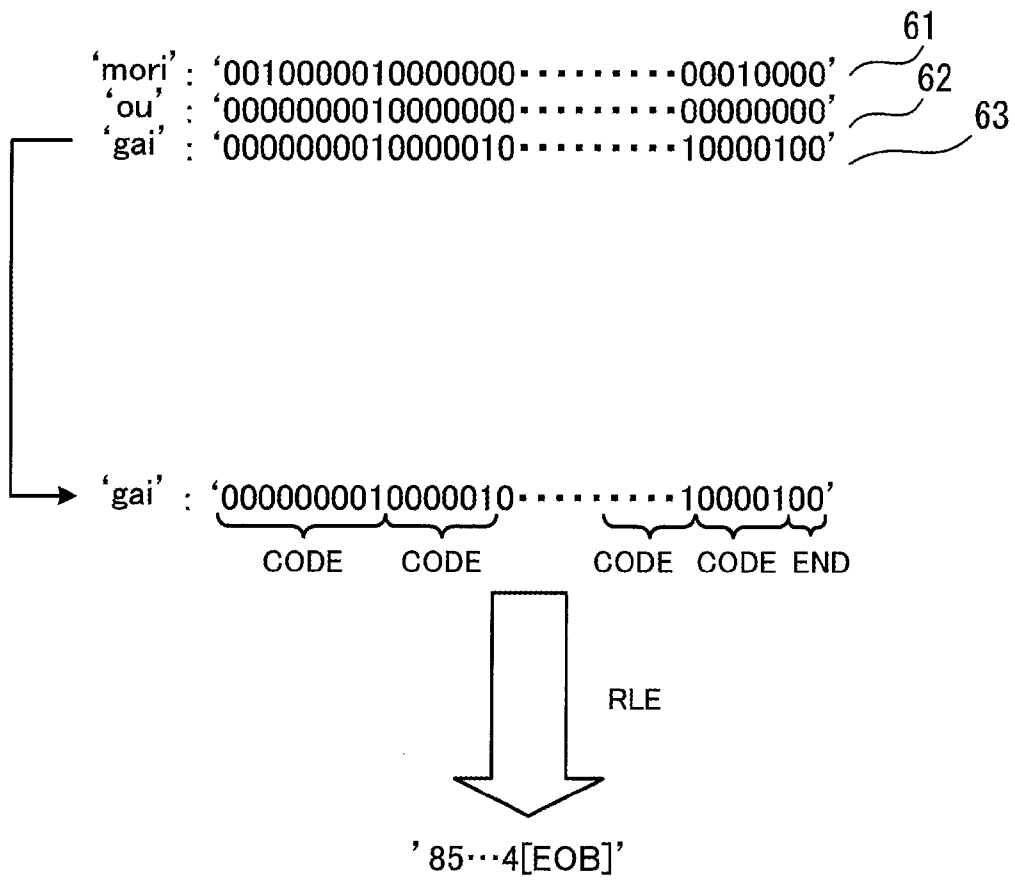 61
'mori' : '0010000010000000·········00010000'
62
'ou' : '0000000010000000·········00000000'
63
'gai' : '0000000010000010·········10000100'
'gai' : '0000000010000010·········10000100'
CODE CODE CODE CODE END
RLE
'85···4[EOB]'